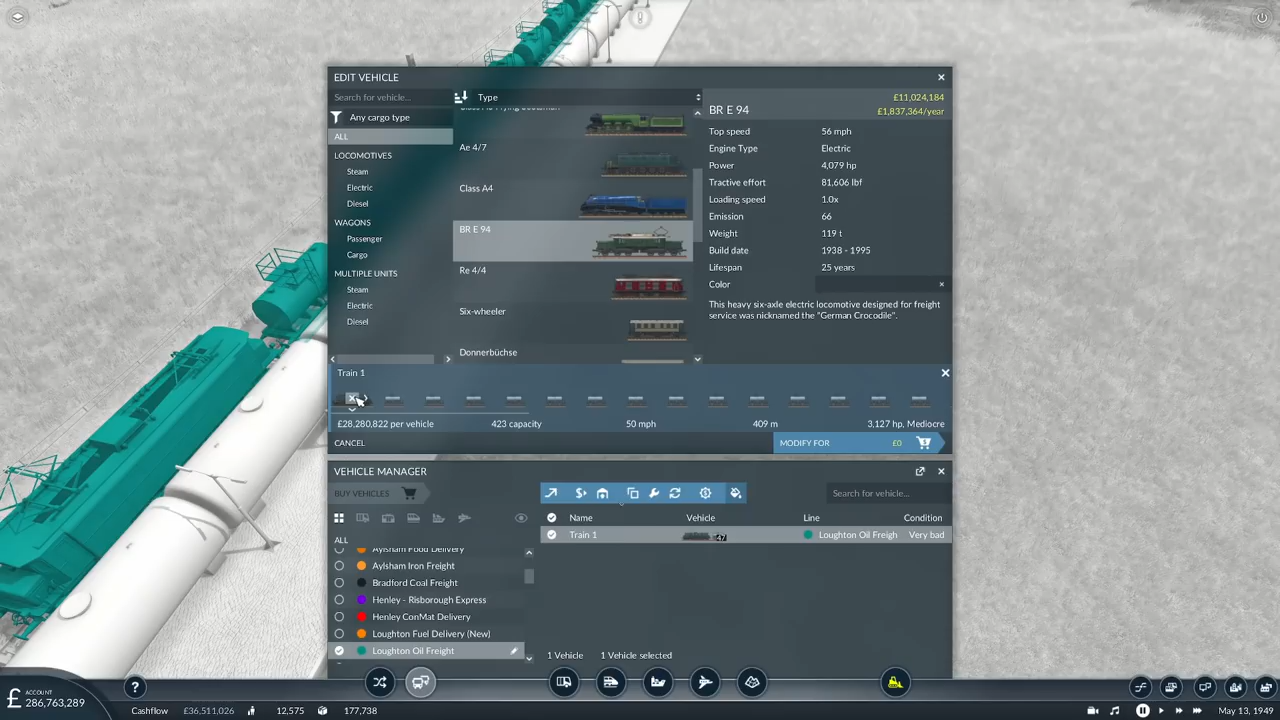 EDIT VEHICLE
Search for vehicle...
Type
Any cargo type
ALL
LOCOMOTIVES
Steam
Electric
Diesel
WAGONS
Passenger
Cargo
MULTIPLE UNITS
Steam
Electric
Diesel
Ae 4/7
Class A4
BR E 94
Re 4/4
Six-wheeler
Donnerbüchse
£11,024,184
BR E 94
£1,837,364/year
Top speed 56 mph
Engine Type Electric
Power 4,079 hp
Tractive effort 81,606 lbf
Loading speed 1.0x
Emission 66
Weight 119 t
Build date 1938 - 1995
Lifespan 25 years
Color
This heavy six-axle electric locomotive designed for freight
service was nicknamed the "German Crocodile".
Train 1
£28,280,822 per vehicle 423 capacity 50 mph 409 m 3,127 hp, Mediocre
CANCEL
MODIFY FOR £0
VEHICLE MANAGER
BUY VEHICLES
Search for vehicle...
ALL
Aylsham Food Delivery
Aylsham Iron Freight
Bradford Coal Freight
Henley - Risborough Express
Henley ConMat Delivery
Loughton Fuel Delivery (New)
Loughton Oil Freight
Name Vehicle Line Condition
Train 1 47 Loughton Oil Freigh Very bad
1 Vehicle 1 Vehicle selected
£ ACCOUNT
286,763,289
?
Cashflow £36,511,026 12,575 177,738
May 13, 1949